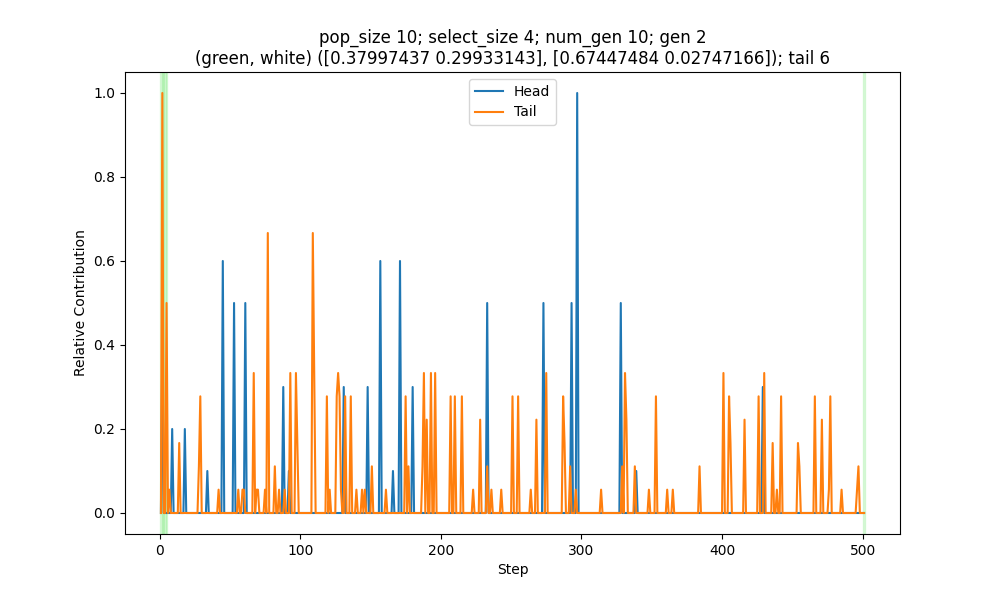 pop_size 10; select_size 4; num_gen 10; gen 2
(green, white) ([0.37997437 0.29933143], [0.67447484 0.02747166]); tail 6
Head
Tail
Relative Contribution
1.0
0.8
0.6
0.4
0.2
0.0
0
100
200
300
400
500
Step